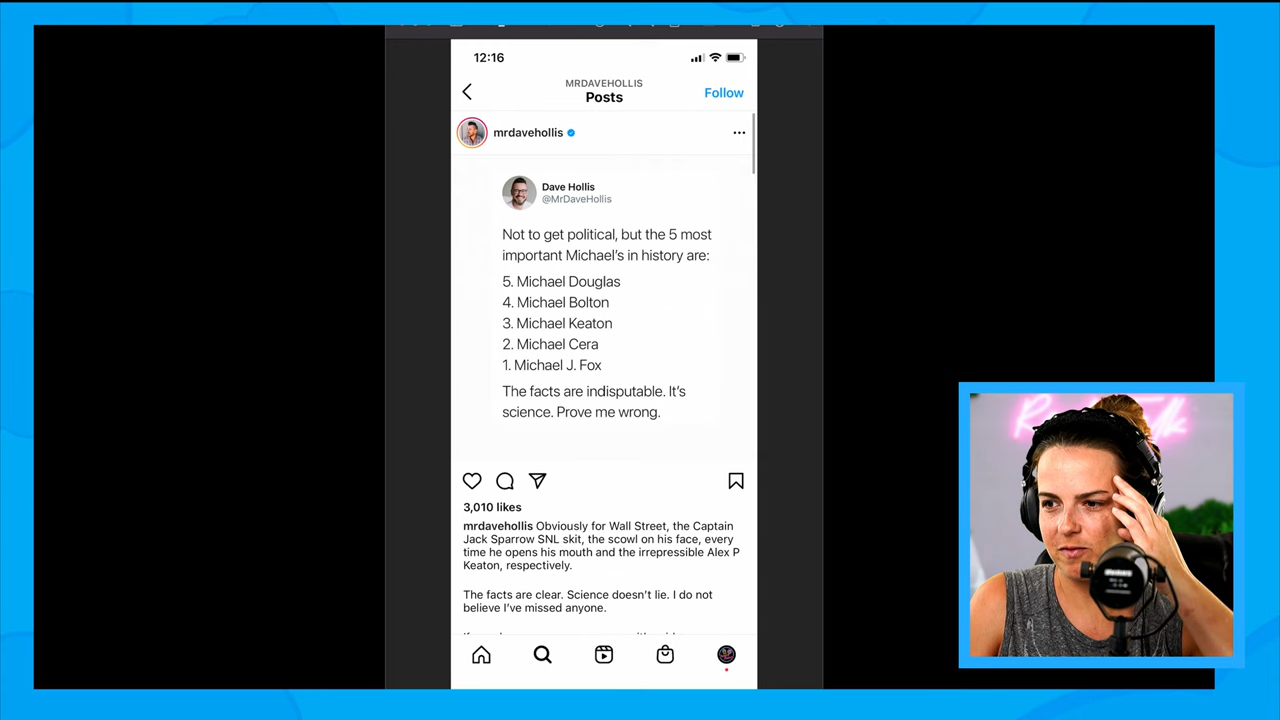 12:16
MRDAVEHOLLIS
Posts
Follow
mrdavehollis
Dave Hollis
@MrDaveHollis
Not to get political, but the 5 most
important Michael's in history are:
5. Michael Douglas
4. Michael Bolton
3. Michael Keaton
2. Michael Cera
1. Michael J. Fox
The facts are indisputable. It's
science. Prove me wrong.
3,010 likes
mrdavehollis Obviously for Wall Street, the Captain
Jack Sparrow SNL skit, the scowl on his face, every
time he opens his mouth and the irrepressible Alex P
Keaton, respectively.
The facts are clear. Science doesn't lie. I do not
believe I've missed anyone.